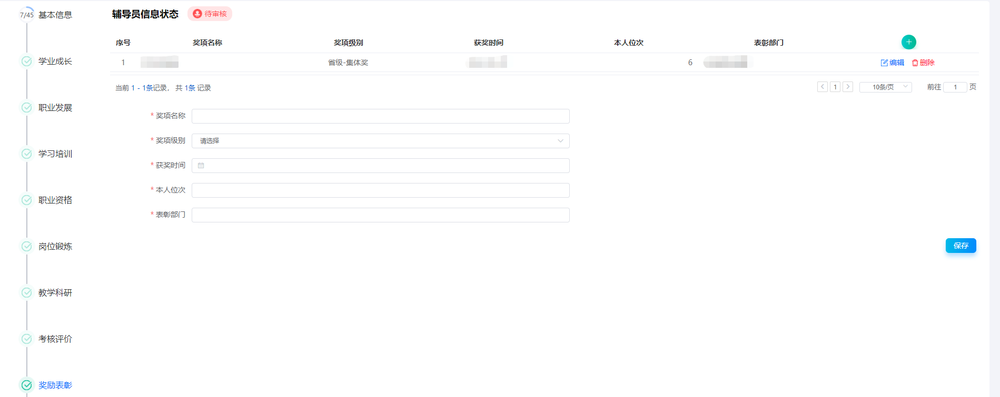 7/45 基本信息
学业成长
职业发展
学习培训
职业资格
岗位锻炼
教学科研
考核评价
奖励表彰
辅导员信息状态 待审核
序号 奖项名称 奖项级别 获奖时间 本人位次 表彰部门
1 省级-集体奖 6 编辑 删除
当前 1 - 1条记录， 共 1条 记录 1 10条/页 前往 1 页
* 奖项名称
* 奖项级别 请选择
* 获奖时间
* 本人位次
* 表彰部门
保存